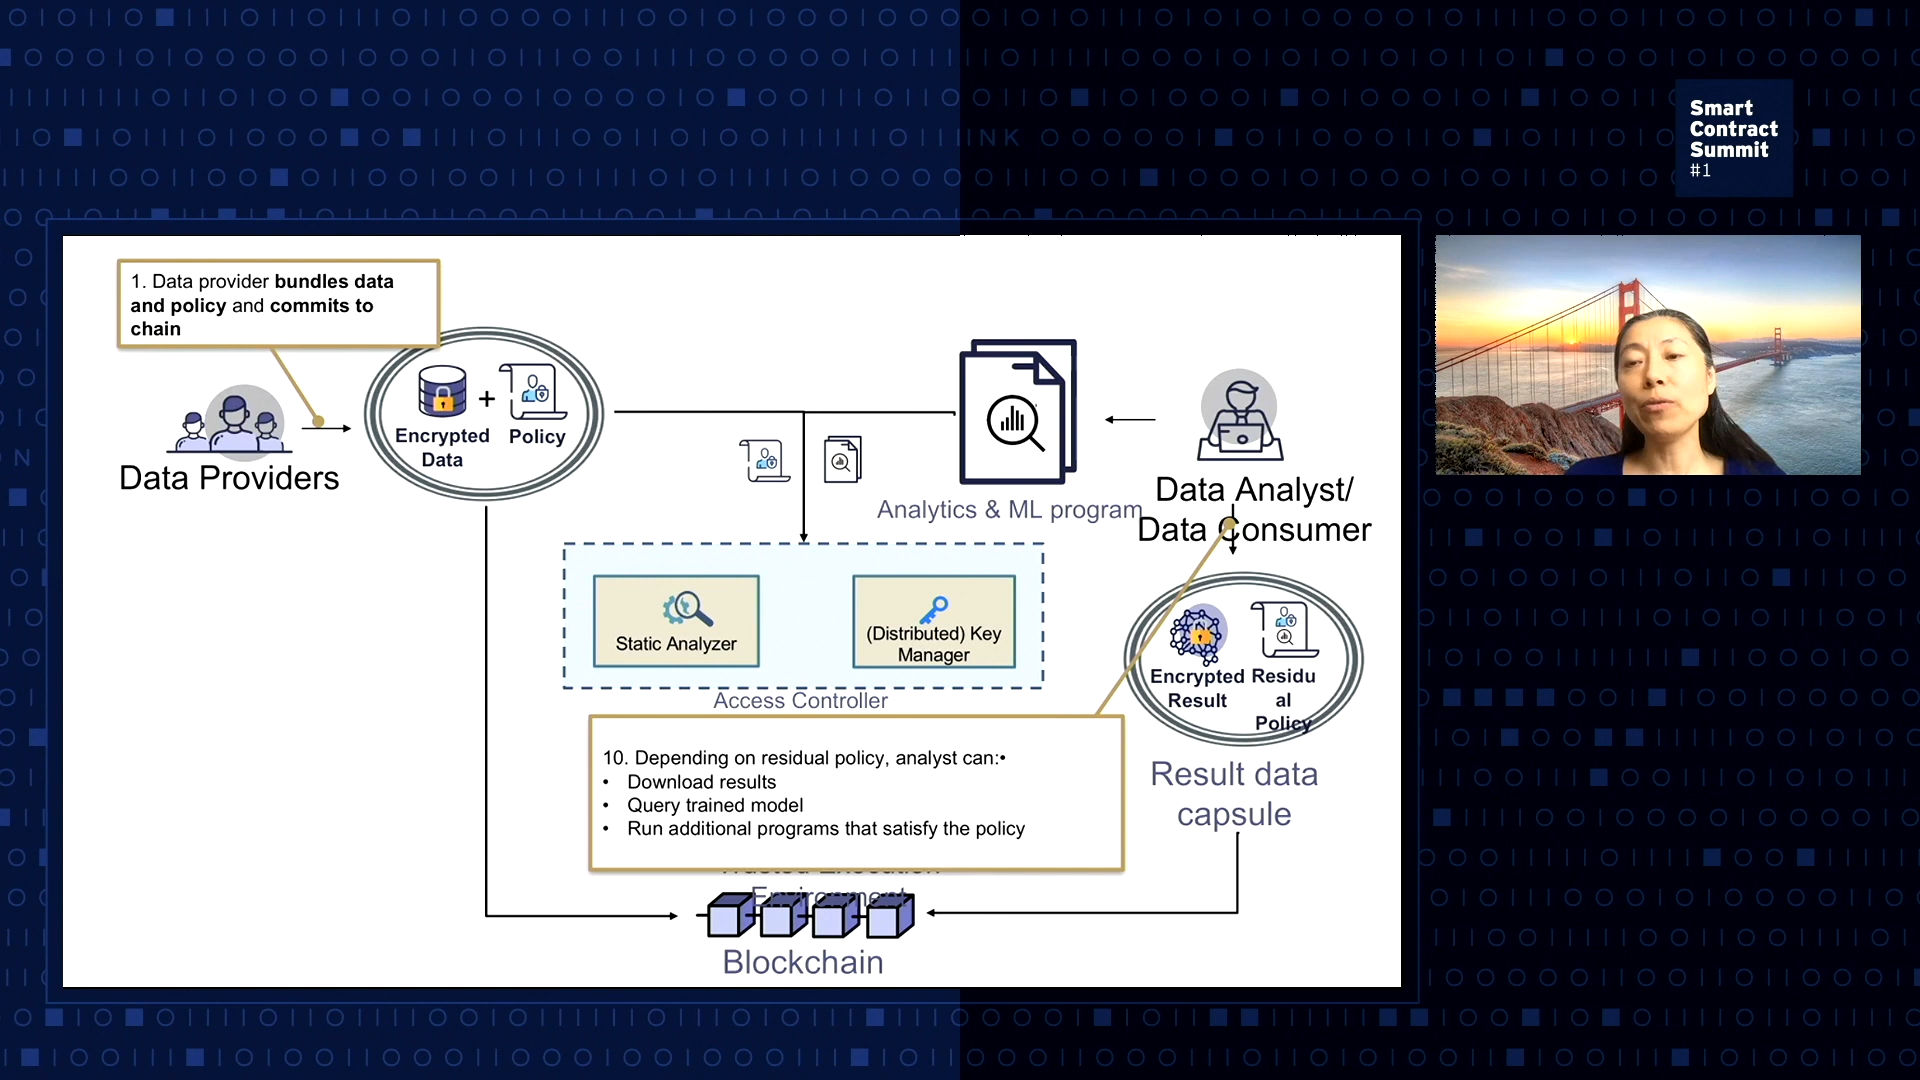 Smart
Contract
Summit
#1
1. Data provider bundles data
and policy and commits to
chain
Encrypted
Data
+
Policy
Data Providers
Analytics & ML program
Data Analyst/
Data Consumer
Static Analyzer
(Distributed) Key
Manager
Access Controller
Encrypted
Result
Residu
al
Policy
Result data
capsule
10. Depending on residual policy, analyst can:•
• Download results
• Query trained model
• Run additional programs that satisfy the policy
Trusted Execution
Environment
Blockchain